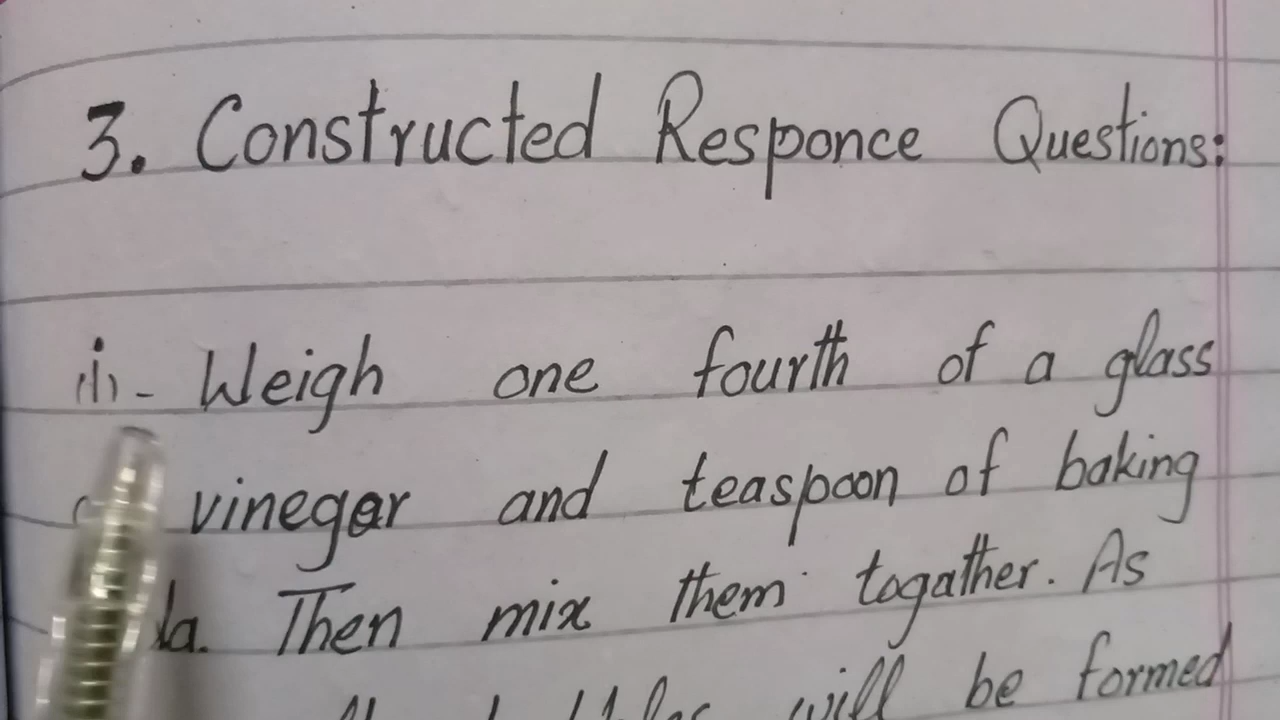 3. Constructed Responce Questions:
iii- Weigh one fourth of a glass
vinegar and teaspoon of baking
Then mix them togather. As
will be formed